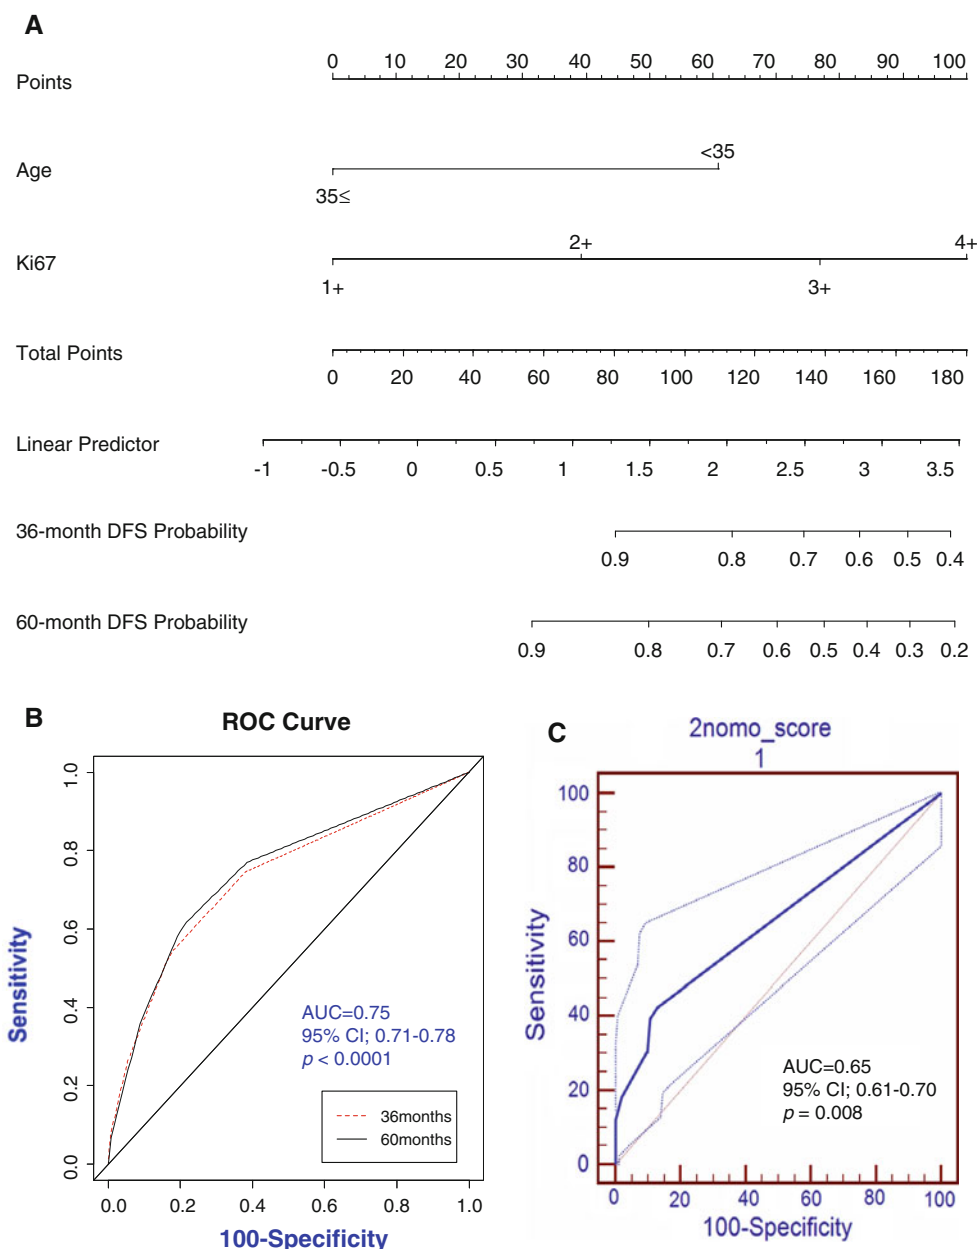 A
Points
0 10 20 30 40 50 60 70 80 90 100
Age
<35
35≤
Ki67
2+ 4+
1+ 3+
Total Points
0 20 40 60 80 100 120 140 160 180
Linear Predictor
-1 -0.5 0 0.5 1 1.5 2 2.5 3 3.5
36-month DFS Probability
0.9 0.8 0.7 0.6 0.5 0.4
60-month DFS Probability
0.9 0.8 0.7 0.6 0.5 0.4 0.3 0.2
B
ROC Curve
Sensitivity
1.0
0.8
0.6
0.4
0.2
0.0
AUC=0.75
95% CI; 0.71-0.78
p < 0.0001
36months
60months
0.0 0.2 0.4 0.6 0.8 1.0
100-Specificity
C
2nomo_score
1
Sensitivity
100
80
60
40
20
0
AUC=0.65
95% CI; 0.61-0.70
p = 0.008
0 20 40 60 80 100
100-Specificity